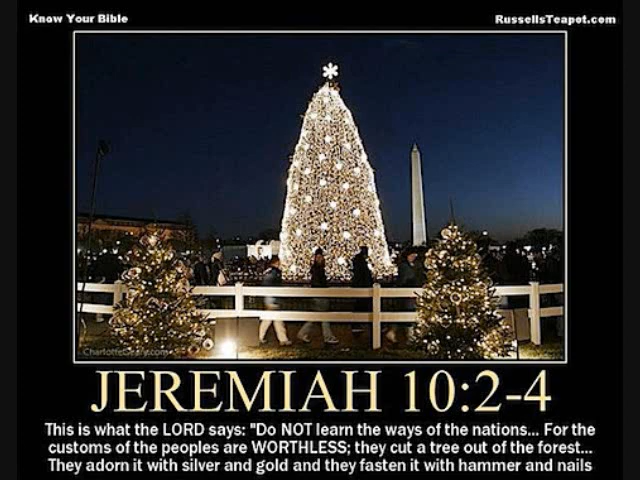 Know Your Bible
RussellsTeapot.com
CharlotteGeary.com
JEREMIAH 10:2-4
This is what the LORD says: "Do NOT learn the ways of the nations... For the
customs of the peoples are WORTHLESS; they cut a tree out of the forest...
They adorn it with silver and gold and they fasten it with hammer and nails